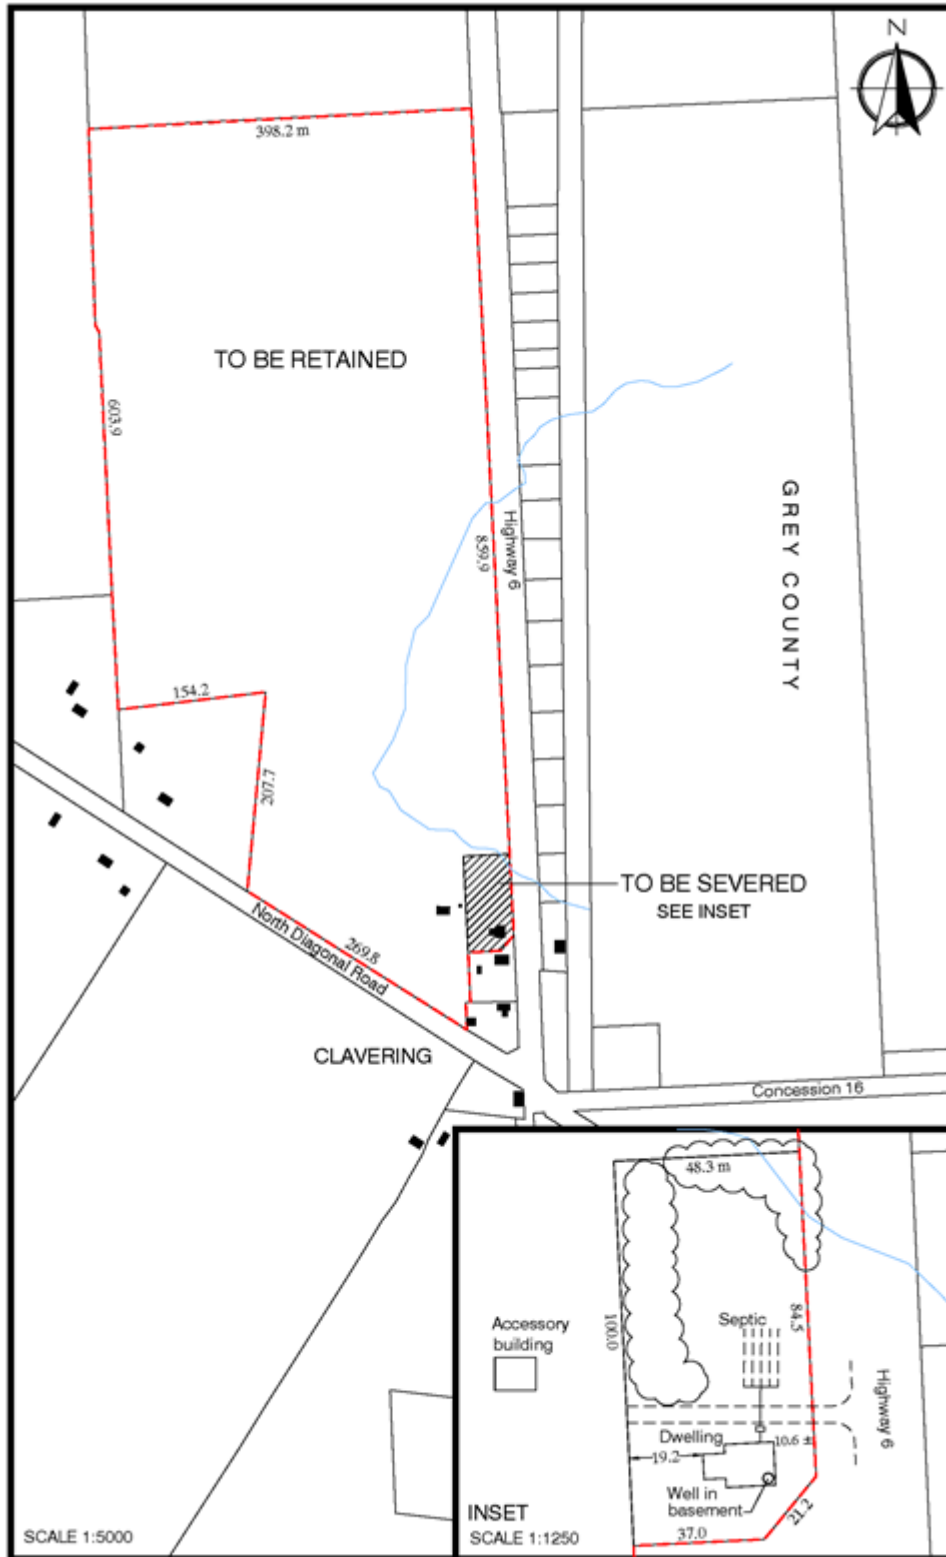 N
398.2 m
TO BE RETAINED
603.9
Highway 6
859.9
GREY COUNTY
154.2
207.7
TO BE SEVERED
SEE INSET
North Diagonal Road
269.8
CLAVERING
Concession 16
48.3 m
Accessory
building
100.0
Septic
84.5
Highway 6
Dwelling
10.6 ±
19.2
Well in
basement
21.2
37.0
INSET
SCALE 1:1250
SCALE 1:5000